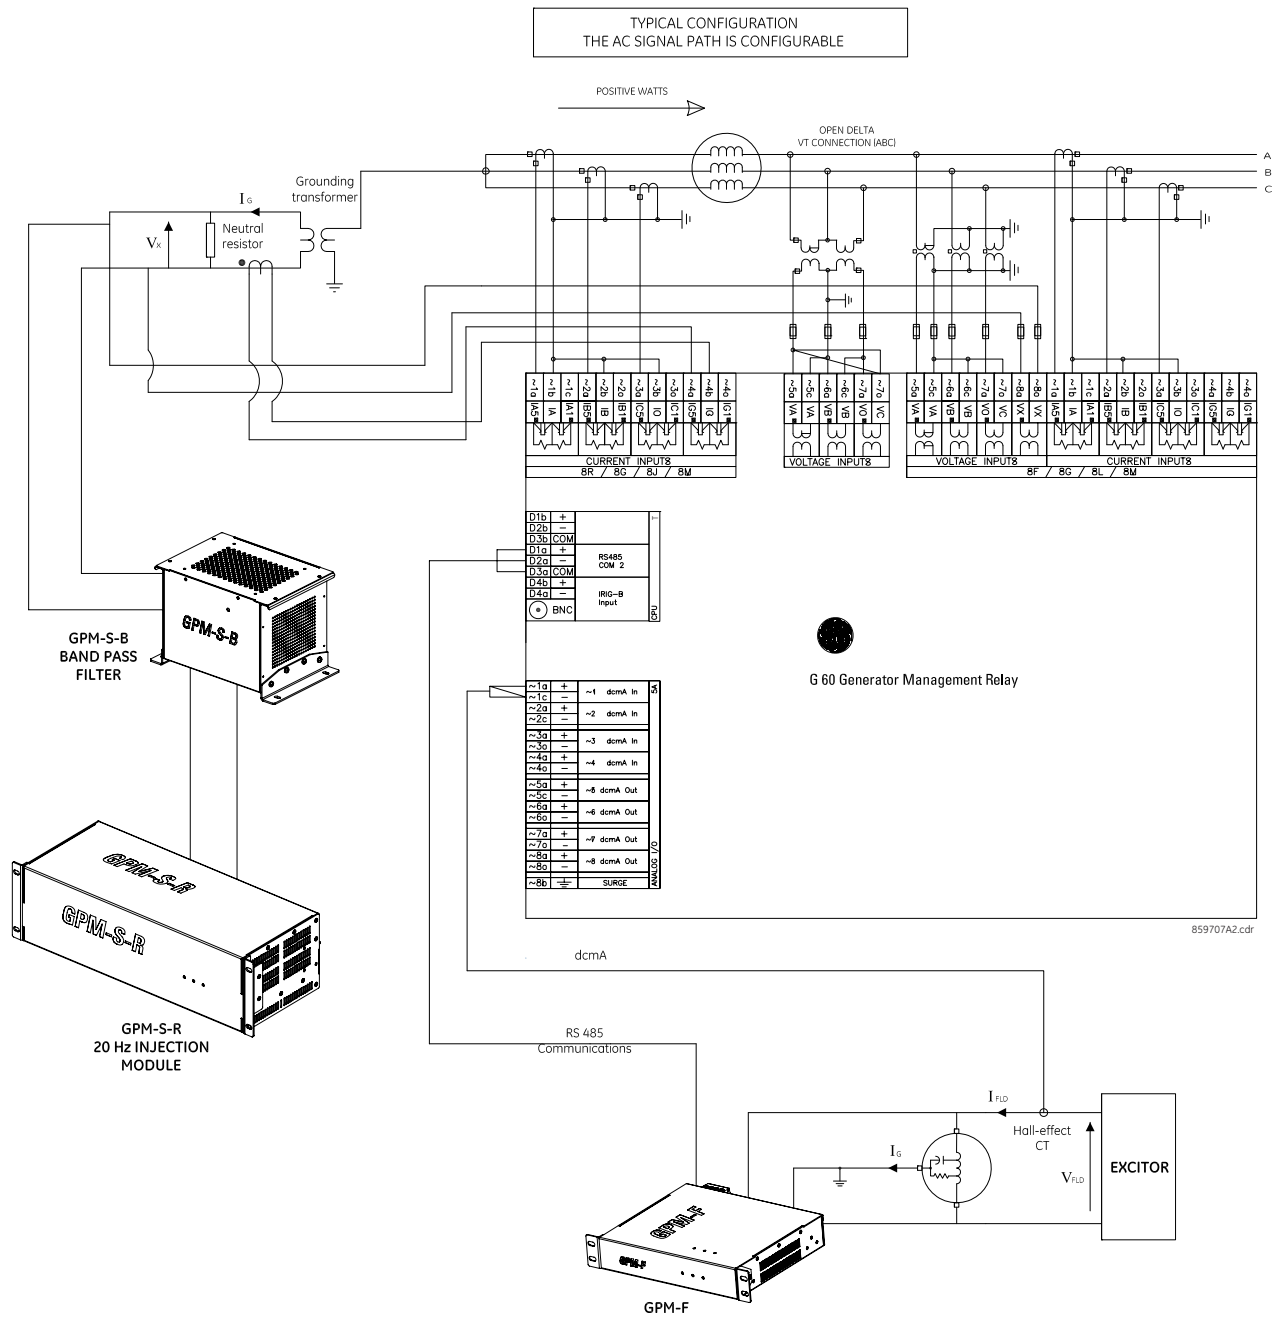 TYPICAL CONFIGURATION
THE AC SIGNAL PATH IS CONFIGURABLE
POSITIVE WATTS
OPEN DELTA
VT CONNECTION (ABC)
A
B
C
Grounding
transformer
IG
Neutral
resistor
VX
~1a ~1b ~1c ~2a ~2b ~2c ~3a ~3b ~3c ~4a ~4b ~4c
IA5 IA IA1 IB5 IB IB1 IC5 IC IC1 IG5 IG IG1
CURRENT INPUTS
8R / 8G / 8J / 8M
~5a ~5c ~6a ~6c ~7a ~7c
VA VA VB VB VC VC
VOLTAGE INPUTS
~5a ~5c ~6a ~6c ~7a ~7c ~8a ~8c ~1a ~1b ~1c ~2a ~2b ~2c ~3a ~3b ~3c ~4a ~4b ~4c
VA VA VB VB VC VC VX VX IA5 IA IA1 IB5 IB IB1 IC5 IC IC1 IG5 IG IG1
VOLTAGE INPUTS
CURRENT INPUTS
8F / 8G / 8L / 8M
D1b +
D2b −
D3b COM
D1a +
D2a −
D3a COM
RS485
COM 2
D4b +
D4a −
BNC
IRIG-B
Input
T
CPU
GPM-S-B
GPM-S-B
BAND PASS
FILTER
G 60 Generator Management Relay
~1a +
~1c −
~1 dcmA In
5A
~2a +
~2c −
~2 dcmA In
~3a +
~3c −
~3 dcmA In
~4a +
~4c −
~4 dcmA In
~5a +
~5c −
~5 dcmA Out
~6a +
~6c −
~6 dcmA Out
~7a +
~7c −
~7 dcmA Out
~8a +
~8c −
~8 dcmA Out
~8b SURGE
ANALOG I/O
GPM-S-R
GPM-S-R
GPM-S-R
20 Hz INJECTION
MODULE
859707A2.cdr
dcmA
RS 485
Communications
IFLD
Hall-effect
CT
IG
VFLD
EXCITOR
GPM-F
GPM-F
GPM-F